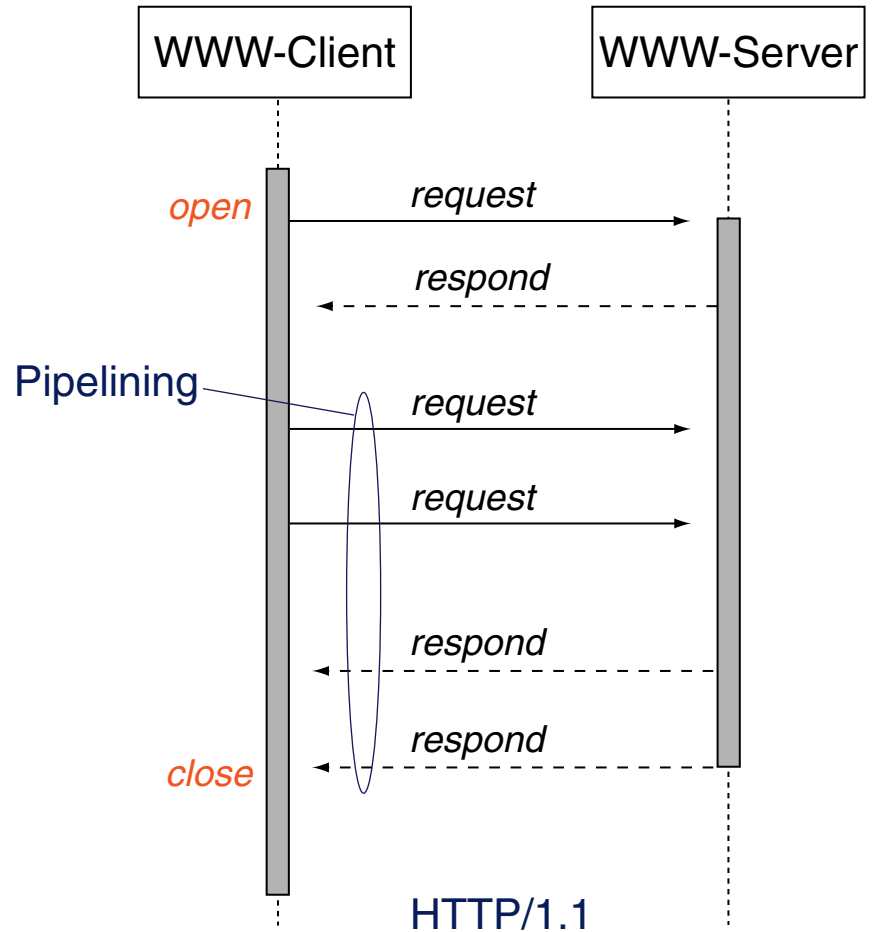 WWW-Client
WWW-Server
open
request
respond
Pipelining
request
request
respond
respond
close
HTTP/1.1